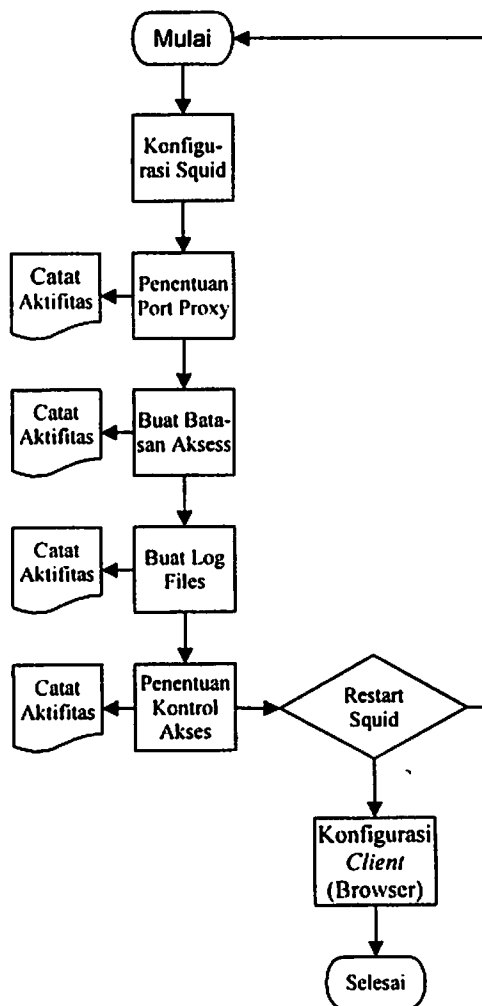 Mulai
Konfigu-
rasi Squid
Catat
Aktifitas
Penentuan
Port Proxy
Catat
Aktifitas
Buat Bata-
san Aksess
Catat
Aktifitas
Buat Log
Files
Catat
Aktifitas
Penentuan
Kontrol
Akses
Restart
Squid
Konfigurasi
Client
(Browser)
Selesai